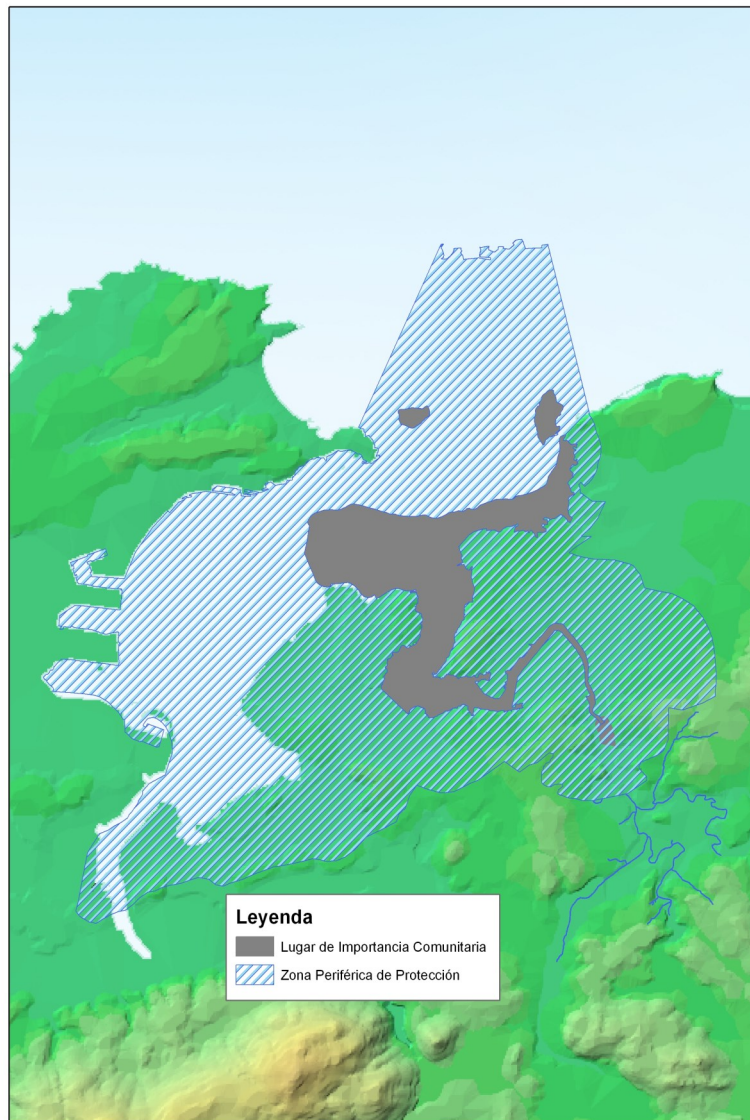 Leyenda
Lugar de Importancia Comunitaria
Zona Periférica de Protección